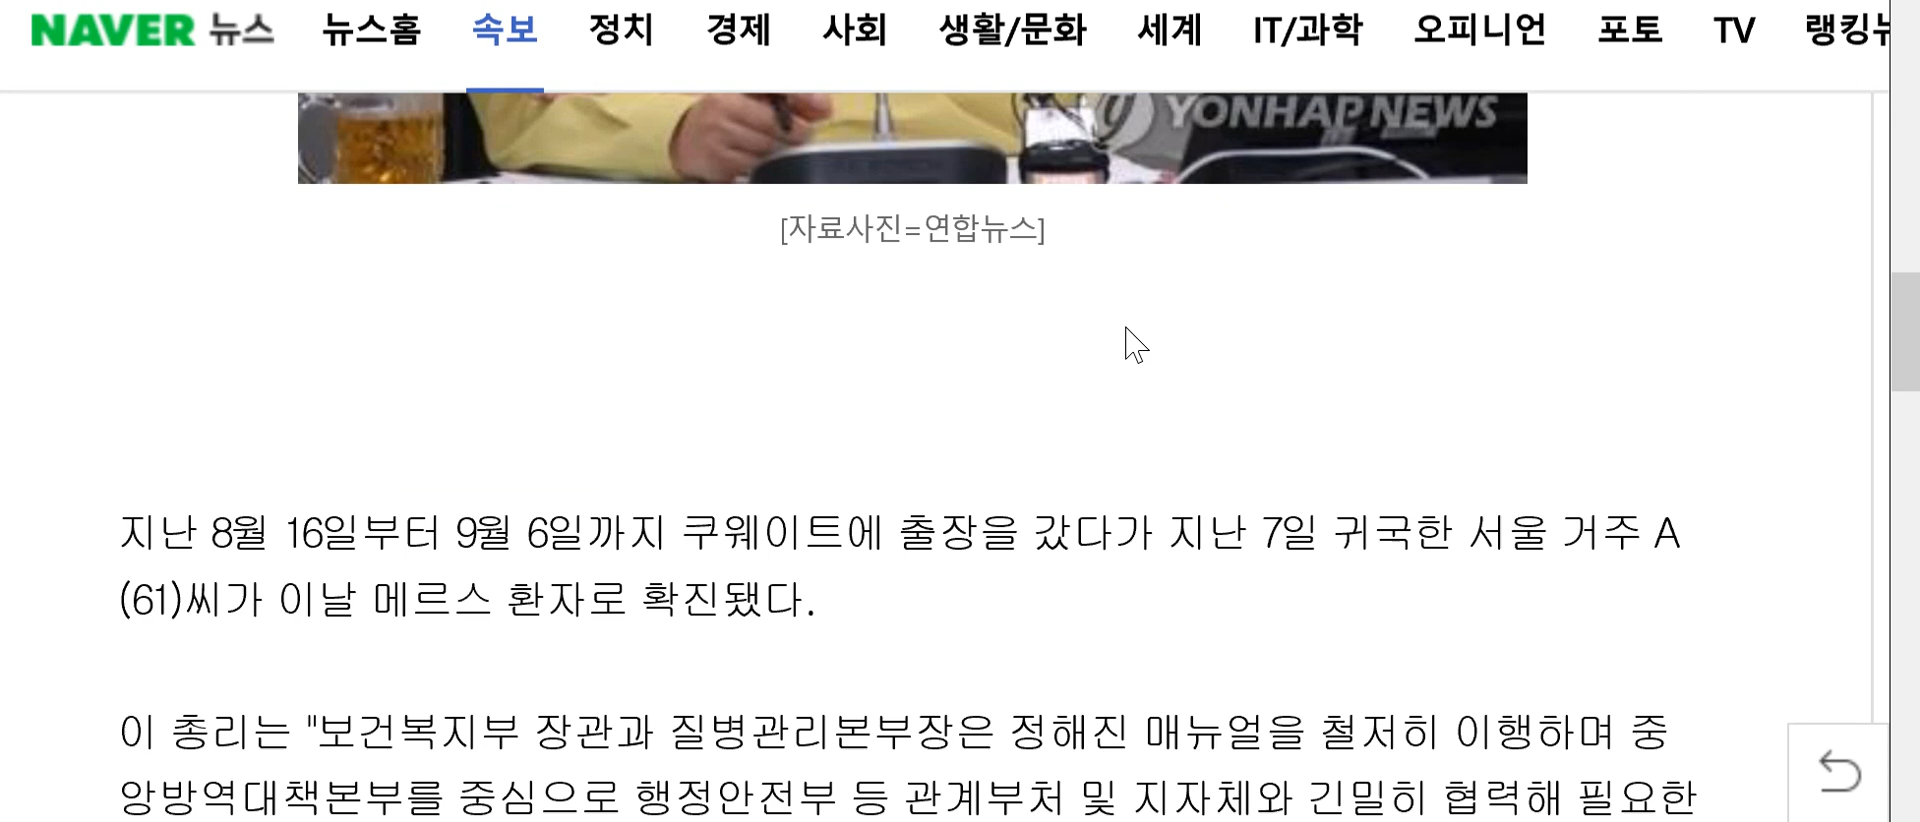 NAVER 뉴스 뉴스홈 속보 정치 경제 사회 생활/문화 세계 IT/과학 오피니언 포토 TV 랭킹뉴
YONHAP NEWS
[자료사진=연합뉴스]
지난 8월 16일부터 9월 6일까지 쿠웨이트에 출장을 갔다가 지난 7일 귀국한 서울 거주 A
(61)씨가 이날 메르스 환자로 확진됐다.
이 총리는 "보건복지부 장관과 질병관리본부장은 정해진 매뉴얼을 철저히 이행하며 중
앙방역대책본부를 중심으로 행정안전부 등 관계부처 및 지자체와 긴밀히 협력해 필요한